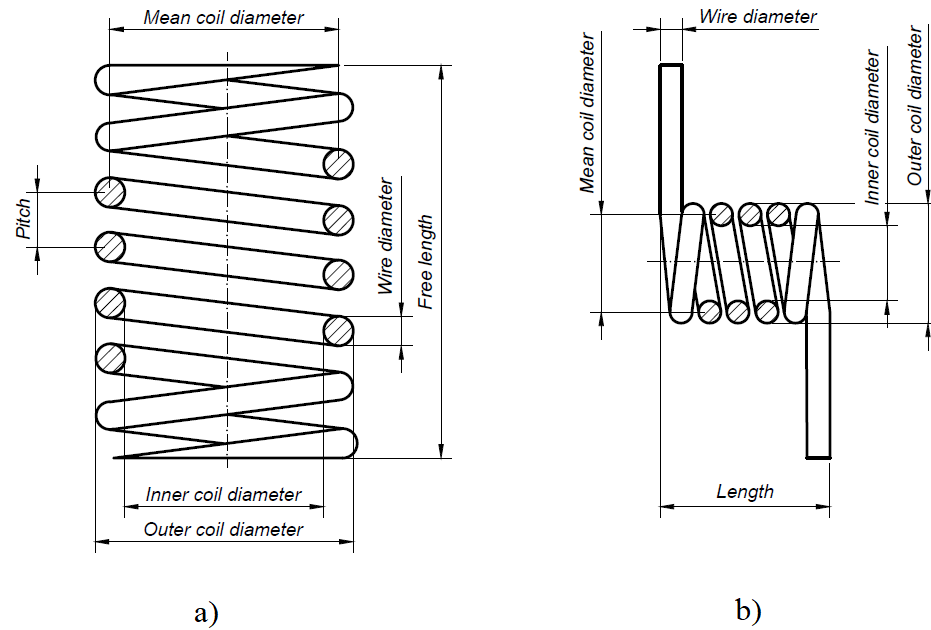 Mean coil diameter
Pitch
Wire diameter
Free length
Inner coil diameter
Outer coil diameter
a)
Wire diameter
Mean coil diameter
Inner coil diameter
Outer coil diameter
Length
b)